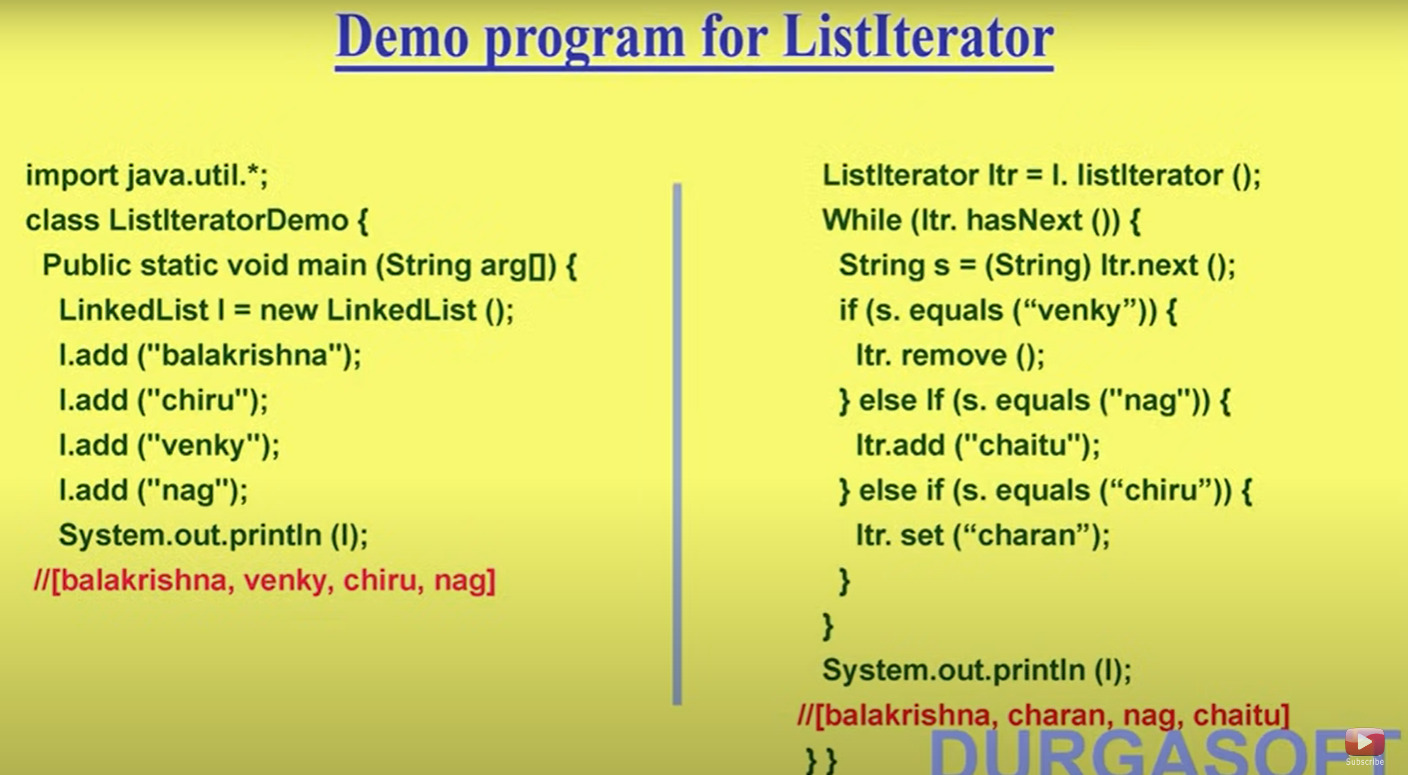 Demo program for ListIterator
import java.util.*;
class ListIteratorDemo {
Public static void main (String arg[]) {
LinkedList l = new LinkedList ();
l.add ("balakrishna");
l.add ("chiru");
l.add ("venky");
l.add ("nag");
System.out.println (l);
//[balakrishna, venky, chiru, nag]
ListIterator ltr = l. listIterator ();
While (ltr. hasNext ()) {
String s = (String) ltr.next ();
if (s. equals (“venky”)) {
ltr. remove ();
} else If (s. equals ("nag")) {
ltr.add ("chaitu");
} else if (s. equals (“chiru”)) {
ltr. set (“charan”);
}
}
System.out.println (l);
//[balakrishna, charan, nag, chaitu]
} }
DURGASOFT
Subscribe